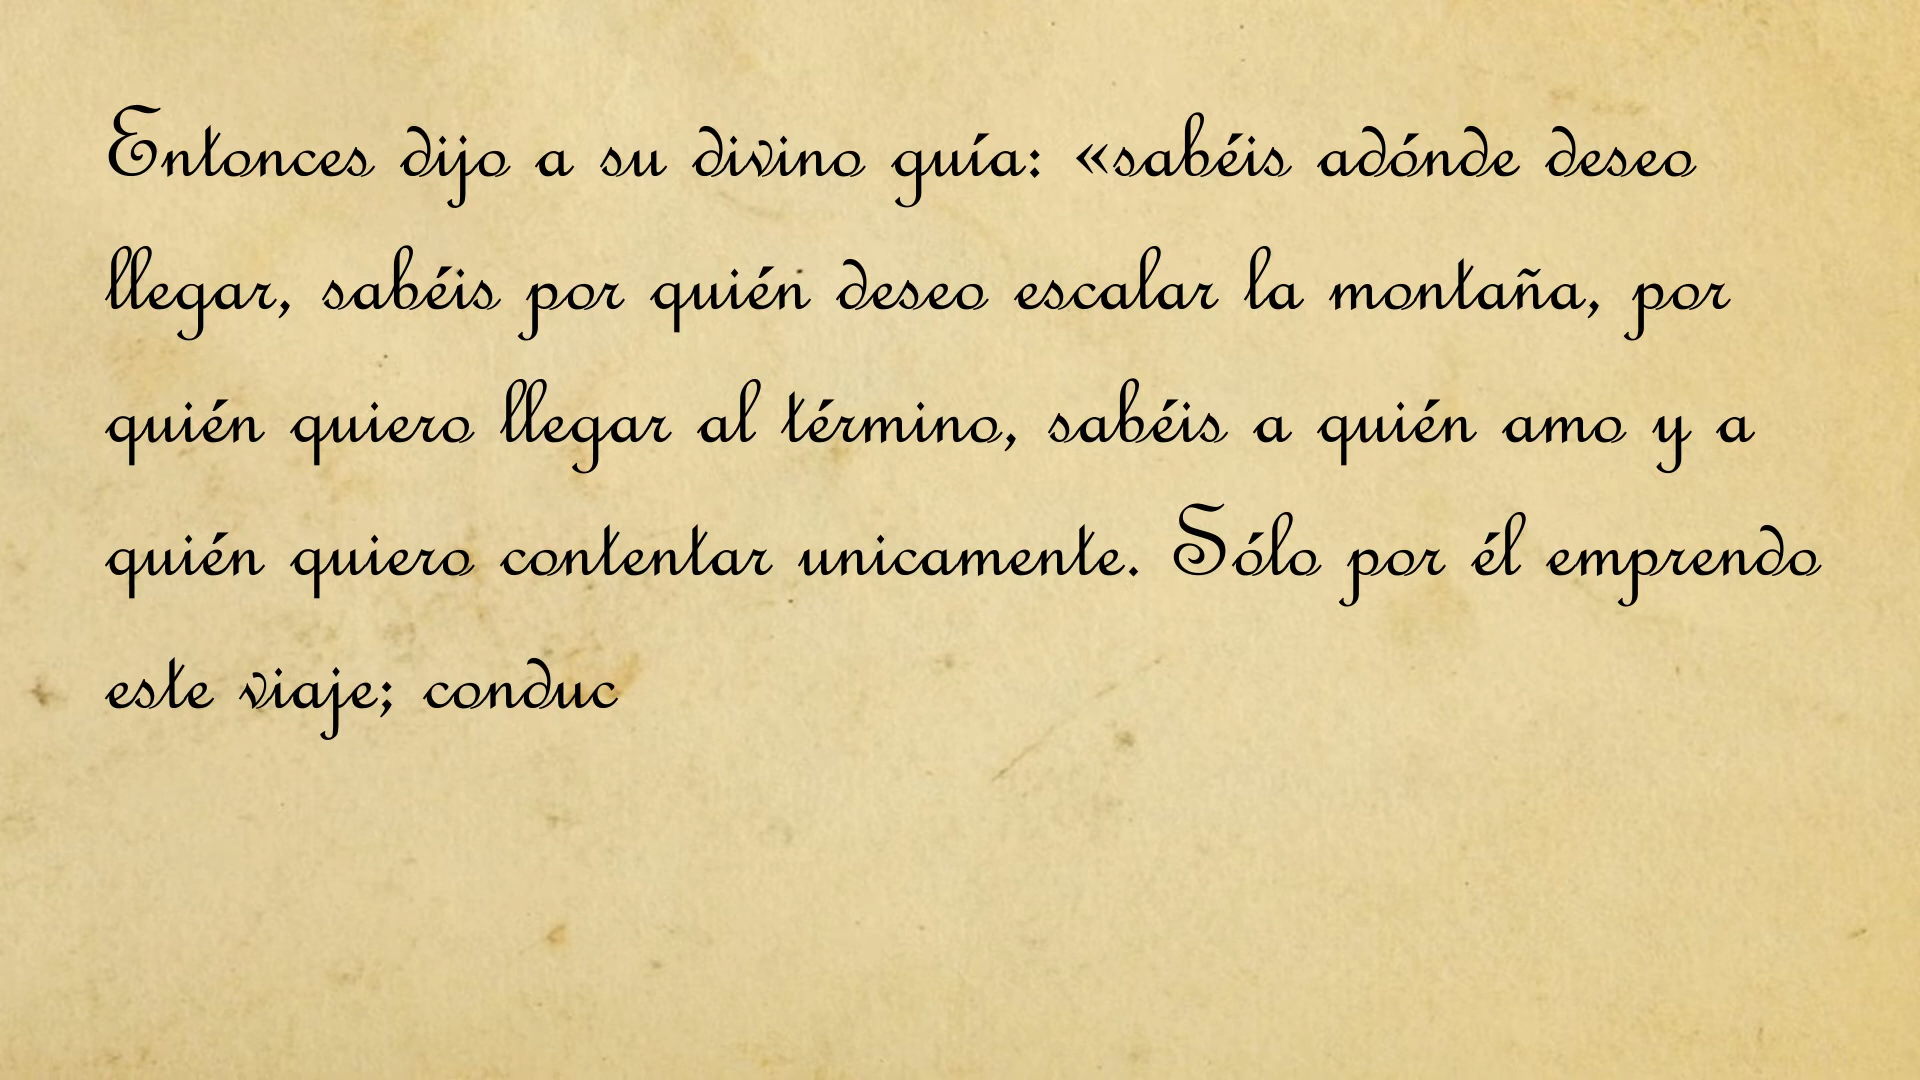 Entonces dijo a su divino guía: «sabéis adónde deseo
llegar, sabéis por quién deseo escalar la montaña, por
quién quiero llegar al término, sabéis a quién amo y a
quién quiero contentar unicamente. Sólo por él emprendo
este viaje; conduc